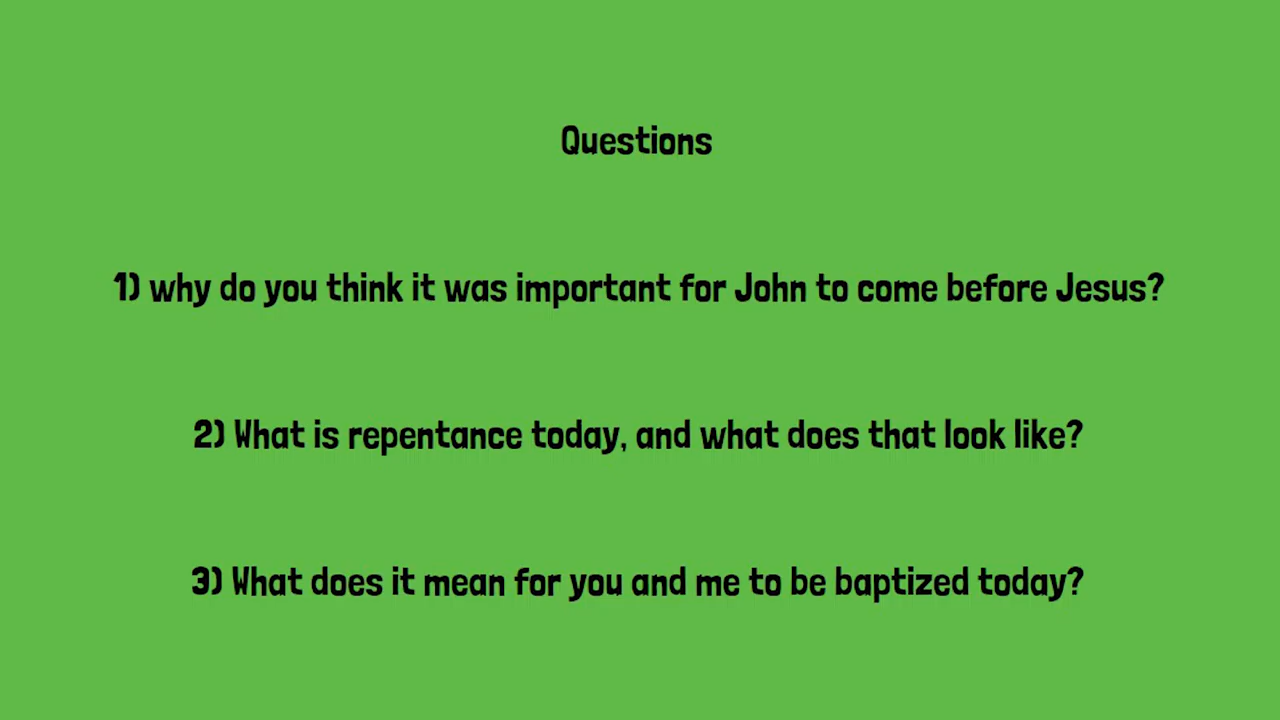 Questions
1) why do you think it was important for John to come before Jesus?
2) What is repentance today, and what does that look like?
3) What does it mean for you and me to be baptized today?